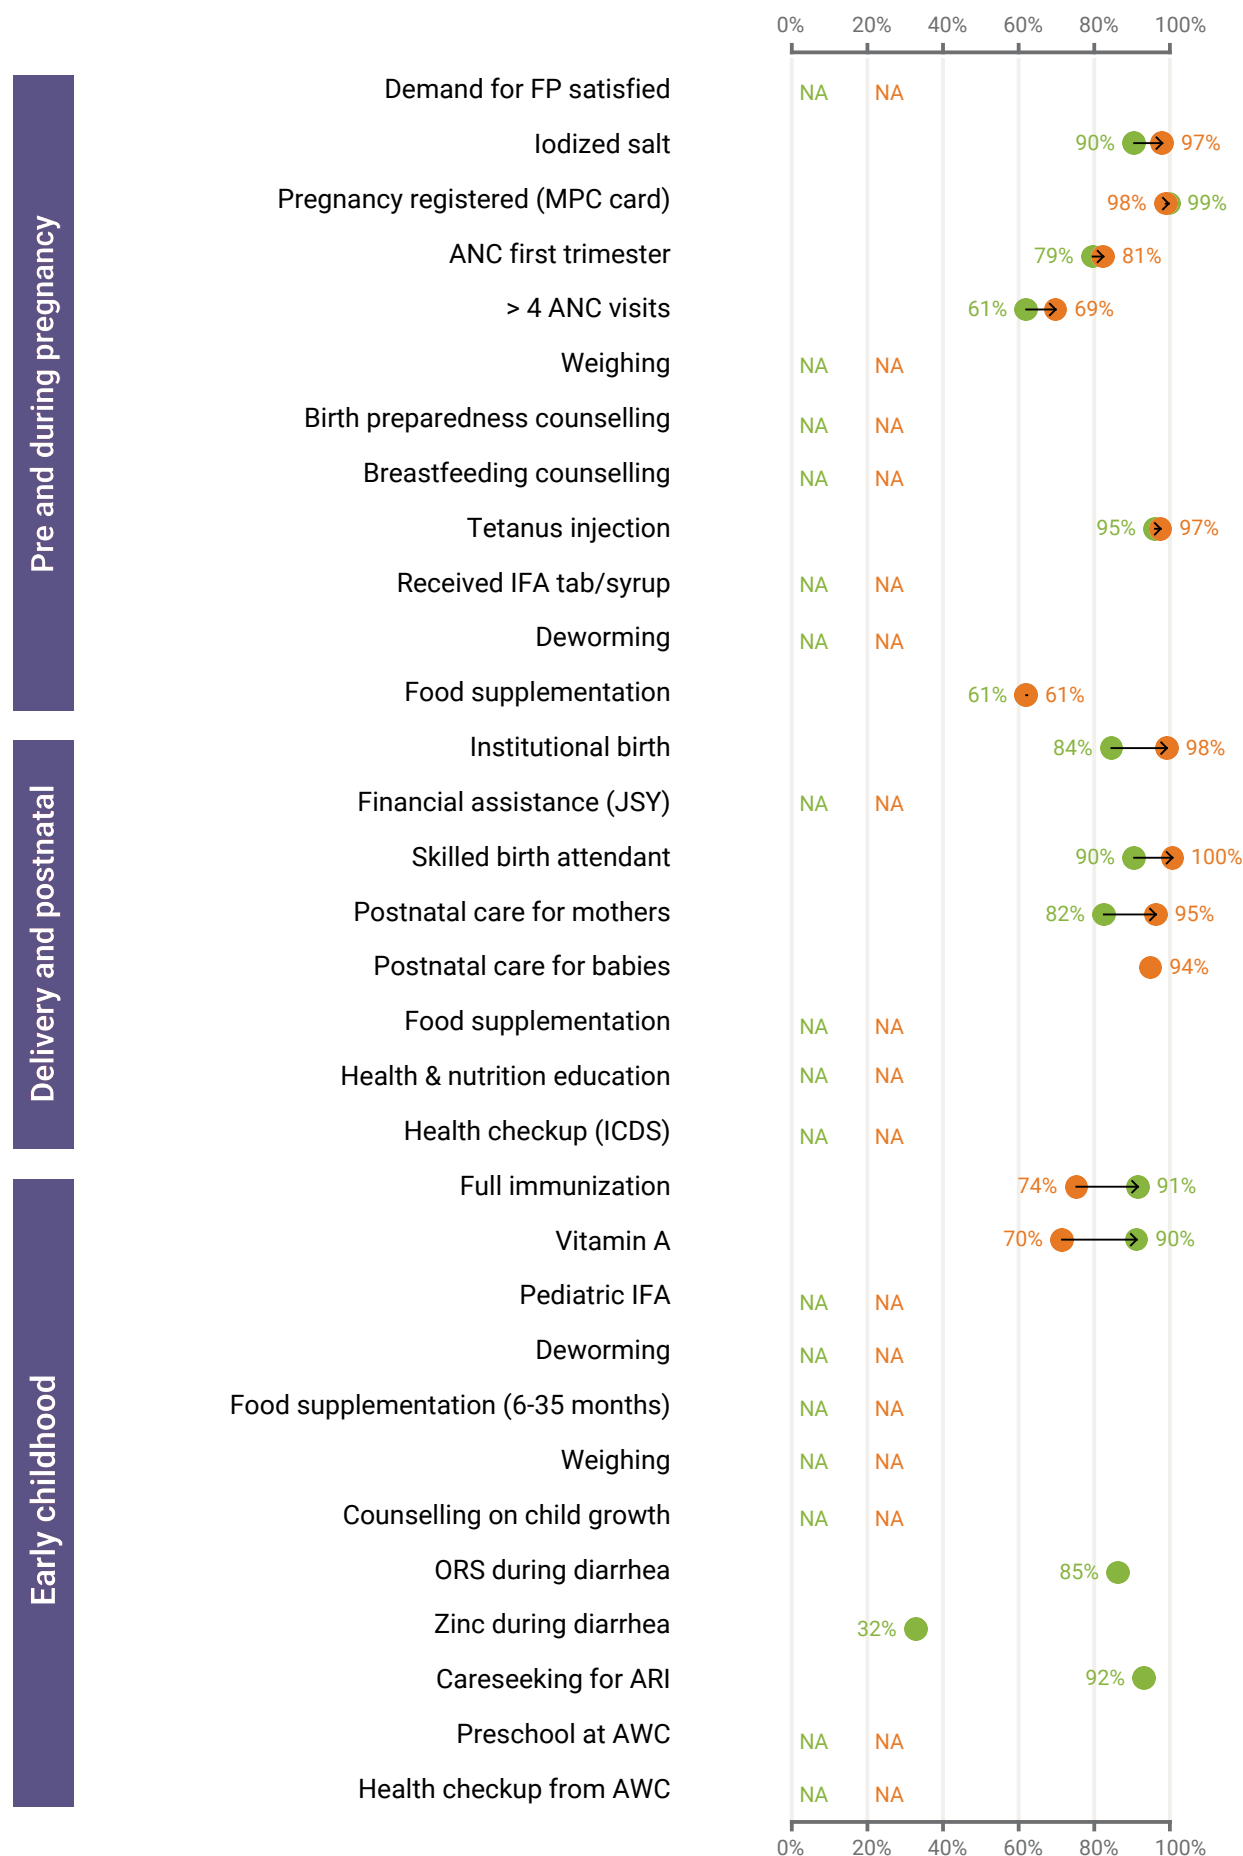 0% 20% 40% 60% 80% 100%
Pre and during pregnancy
Demand for FP satisfied NA NA
Iodized salt 90% 97%
Pregnancy registered (MPC card) 98% 99%
ANC first trimester 79% 81%
> 4 ANC visits 61% 69%
Weighing NA NA
Birth preparedness counselling NA NA
Breastfeeding counselling NA NA
Tetanus injection 95% 97%
Received IFA tab/syrup NA NA
Deworming NA NA
Food supplementation 61% 61%
Delivery and postnatal
Institutional birth 84% 98%
Financial assistance (JSY) NA NA
Skilled birth attendant 90% 100%
Postnatal care for mothers 82% 95%
Postnatal care for babies 94%
Food supplementation NA NA
Health & nutrition education NA NA
Health checkup (ICDS) NA NA
Early childhood
Full immunization 74% 91%
Vitamin A 70% 90%
Pediatric IFA NA NA
Deworming NA NA
Food supplementation (6-35 months) NA NA
Weighing NA NA
Counselling on child growth NA NA
ORS during diarrhea 85%
Zinc during diarrhea 32%
Careseeking for ARI 92%
Preschool at AWC NA NA
Health checkup from AWC NA NA
0% 20% 40% 60% 80% 100%